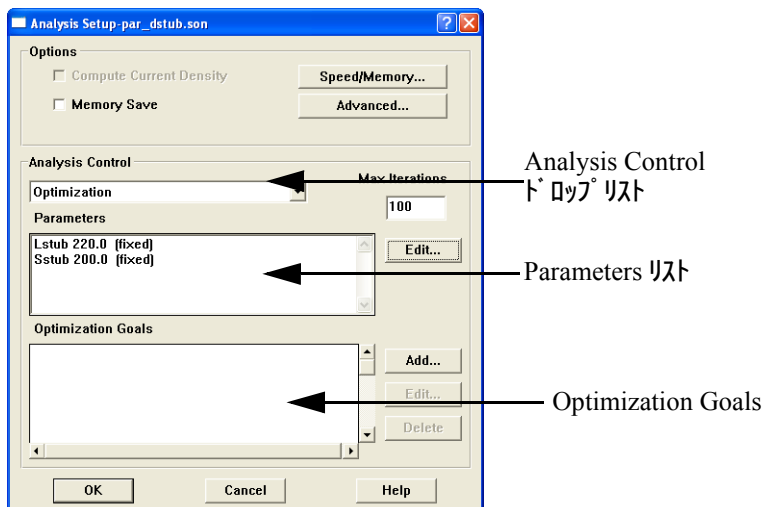 Analysis Setup-par_dstub.son
Options
Compute Current Density
Speed/Memory...
Memory Save
Advanced...
Analysis Control
Max Iterations
Optimization
100
Parameters
Lstub 220.0 (fixed)
Sstub 200.0 (fixed)
Edit...
Optimization Goals
Add...
Edit...
Delete
OK
Cancel
Help
Analysis Control
ﾄﾞﾛｯﾌﾟ ﾘｽﾄ
Parameters ﾘｽﾄ
Optimization Goals